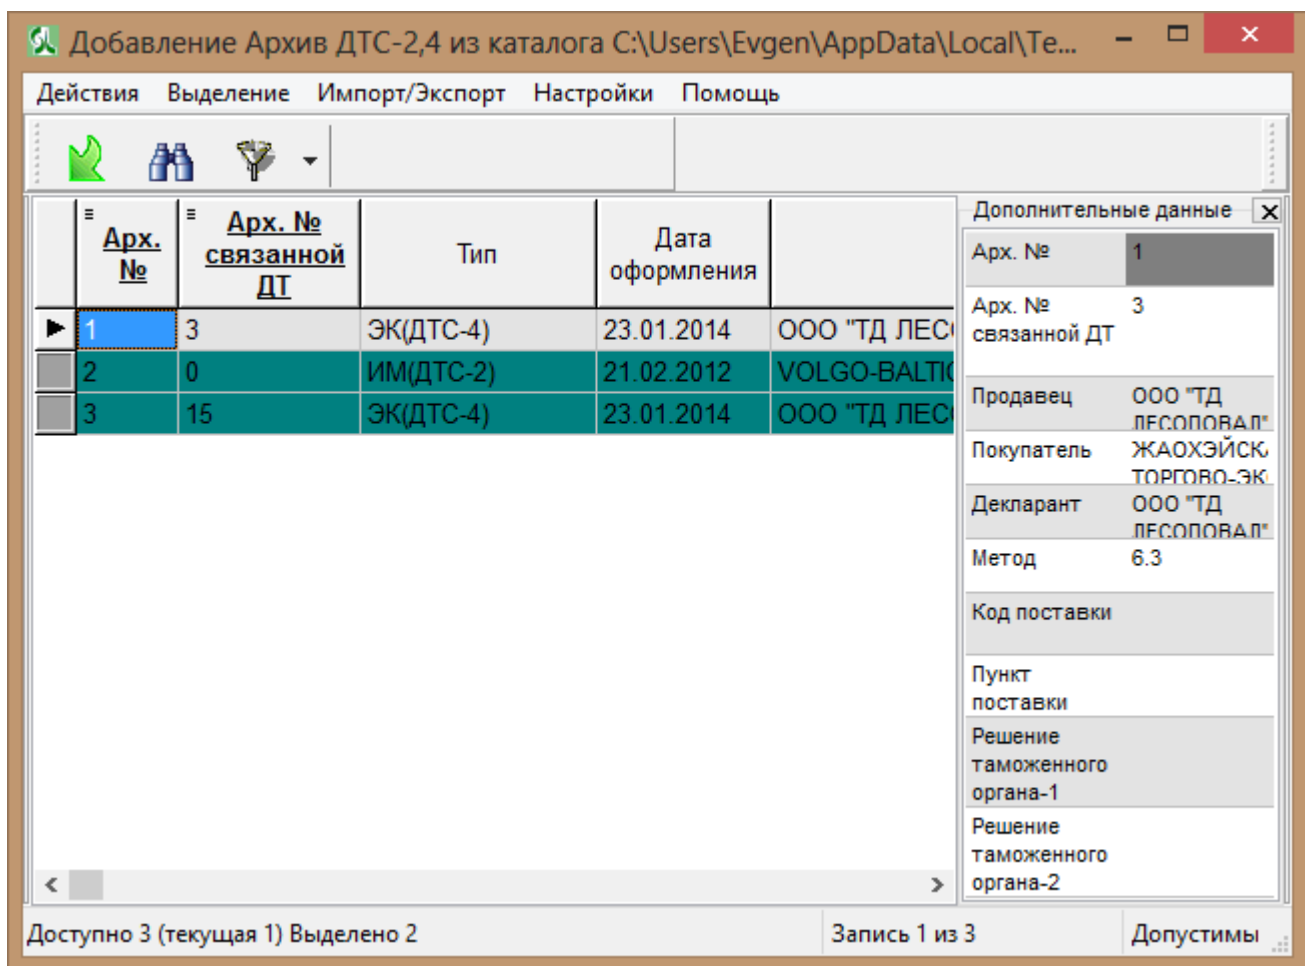 Добавление Архив ДТС-2,4 из каталога C:\Users\Evgen\AppData\Local\Te...
Действия Выделение Импорт/Экспорт Настройки Помощь
Арх. №
Арх. № связанной ДТ
Тип
Дата оформления
1 3 ЭК(ДТС-4) 23.01.2014 ООО "ТД ЛЕС
2 0 ИМ(ДТС-2) 21.02.2012 VOLGO-BALTI
3 15 ЭК(ДТС-4) 23.01.2014 ООО "ТД ЛЕС
Дополнительные данные
Арх. № 1
Арх. № 3
связанной ДТ
Продавец ООО "ТД
ЛЕСОПОВАЛ"
Покупатель ЖАОХЭЙСК
ТОРГОВО-ЭК
Декларант ООО "ТД
ЛЕСОПОВАЛ"
Метод 6.3
Код поставки
Пункт
поставки
Решение
таможенного
органа-1
Решение
таможенного
органа-2
Доступно 3 (текущая 1) Выделено 2 Запись 1 из 3 Допустимы